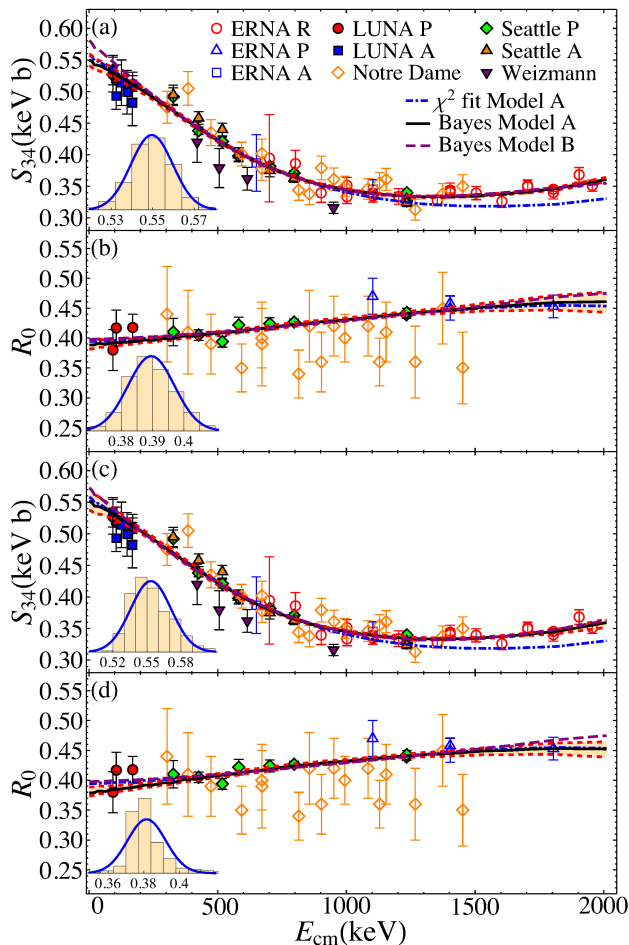 (a)
ERNA R
LUNA P
Seattle P
ERNA P
LUNA A
Seattle A
ERNA A
Notre Dame
Weizmann
χ² fit Model A
Bayes Model A
Bayes Model B
S₃₄(keV b)
0.60
0.55
0.50
0.45
0.40
0.35
0.30
0.53 0.55 0.57
(b)
R₀
0.55
0.50
0.45
0.40
0.35
0.30
0.25
0.38 0.39 0.4
(c)
S₃₄(keV b)
0.60
0.55
0.50
0.45
0.40
0.35
0.30
0.52 0.55 0.58
(d)
R₀
0.55
0.50
0.45
0.40
0.35
0.30
0.25
0.36 0.38 0.4
0 500 1000 1500 2000
E_cm(keV)